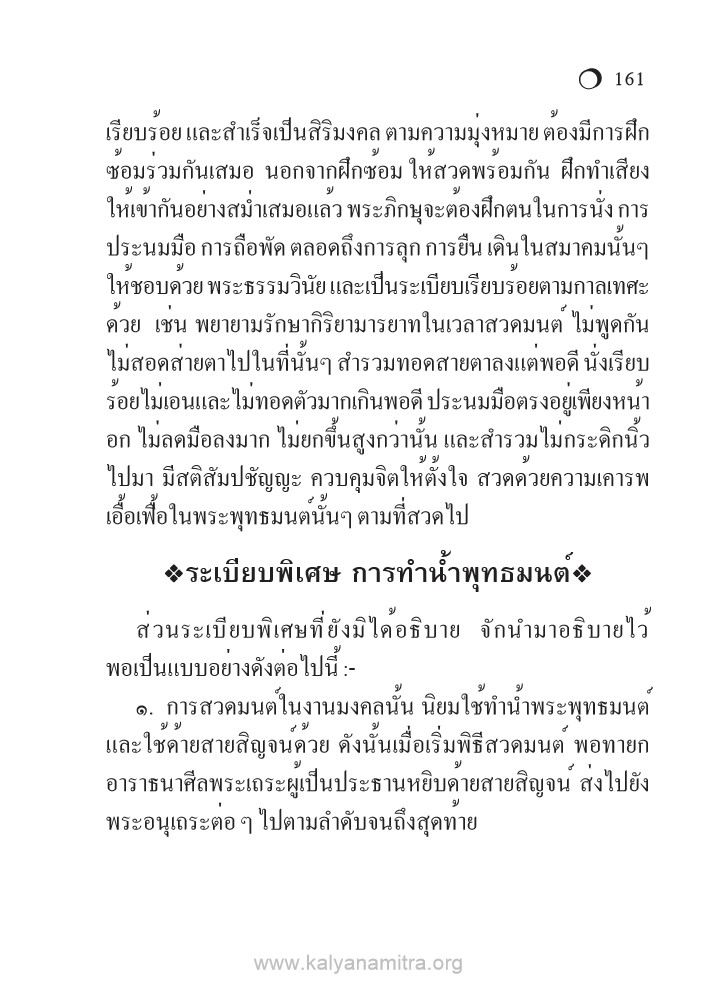 161
เรียบร้อย และสำเร็จเป็นสิริมงคล ตามความมุ่งหมาย ต้องมีการฝึก
ซ้อมร่วมกันเสมอ นอกจากฝึกซ้อม ให้สวดพร้อมกัน ฝึกทำเสียง
ให้เข้ากันอย่างสม่ำเสมอแล้ว พระภิกษุจะต้องฝึกตนในการนั่ง การ
ประนมมือ การถือพัด ตลอดถึงการลุก การยืน เดินในสมาคมนั้นๆ
ให้ชอบด้วย พระธรรมวินัย และเป็นระเบียบเรียบร้อยตามกาลเทศะ
ด้วย เช่น พยายามรักษากิริยามารยาทในเวลาสวดมนต์ ไม่พูดกัน
ไม่สอดส่ายตาไปในที่นั้นๆ สำรวมทอดสายตาลงแต่พอดี นั่งเรียบ
ร้อยไม่เอนและไม่ทอดตัวมากเกินพอดี ประนมมือตรงอยู่เพียงหน้า
อก ไม่ลดมือลงมาก ไม่ยกขึ้นสูงกว่านั้น และสำรวมไม่กระดิกนิ้ว
ไปมา มีสติสัมปชัญญะ ควบคุมจิตให้ตั้งใจ สวดด้วยความเคารพ
เอื้อเฟื้อในพระพุทธมนต์นั้นๆ ตามที่สวดไป
❖ระเบียบพิเศษ การทำน้ำพุทธมนต์❖
ส่วนระเบียบพิเศษที่ยังมิได้อธิบาย จักนำมาอธิบายไว้
พอเป็นแบบอย่างดังต่อไปนี้ :-
๑. การสวดมนต์ในงานมงคลนั้น นิยมใช้ทำน้ำพระพุทธมนต์
และใช้ด้ายสายสิญจน์ด้วย ดังนั้นเมื่อเริ่มพิธีสวดมนต์ พอทายก
อาราธนาศีลพระเถระผู้เป็นประธานหยิบด้ายสายสิญจน์ ส่งไปยัง
พระอนุเถระต่อ ๆ ไปตามลำดับจนถึงสุดท้าย
www.kalyanamitra.org